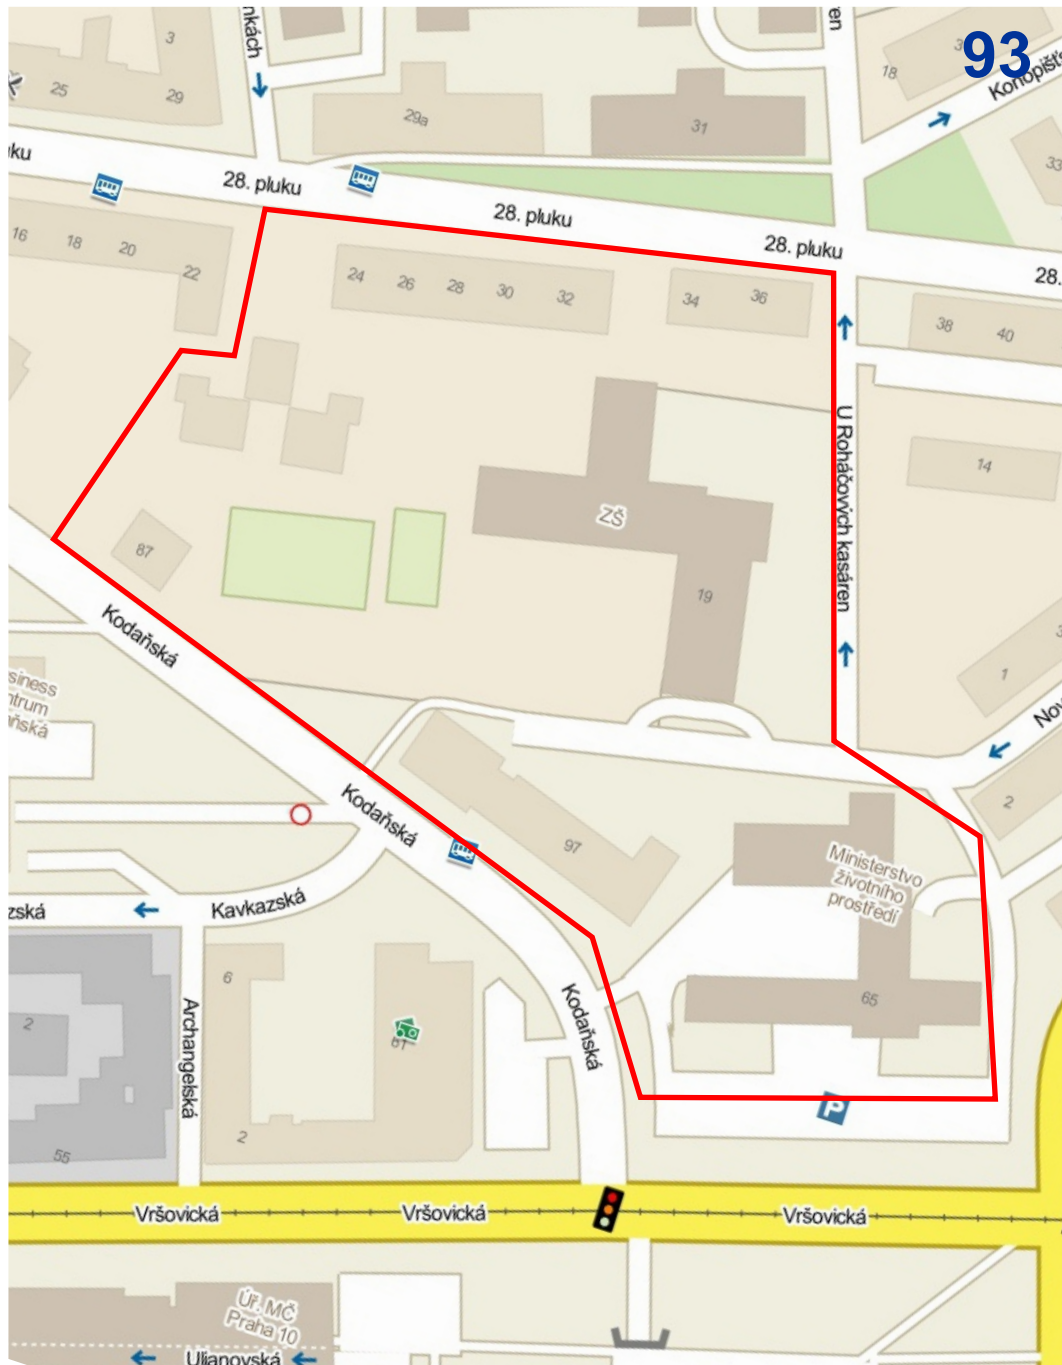 nkách
ren
93
3
25
29
29a
31
18
Konopišťs
33
ku
28. pluku
28. pluku
28. pluku
28.
16
18
20
22
24
26
28
30
32
34
36
38
40
U Roháčových kasáren
14
ZŠ
87
19
Kodaňská
siness
ntrum
ňská
1
3
Nov
2
Kodaňská
97
Ministerstvo
životního
prostředí
zská
Kavkazská
6
2
Archangelská
81
Kodaňská
65
P
2
55
Vršovická
Vršovická
Vršovická
Úř. MČ
Praha 10
Uljanovská